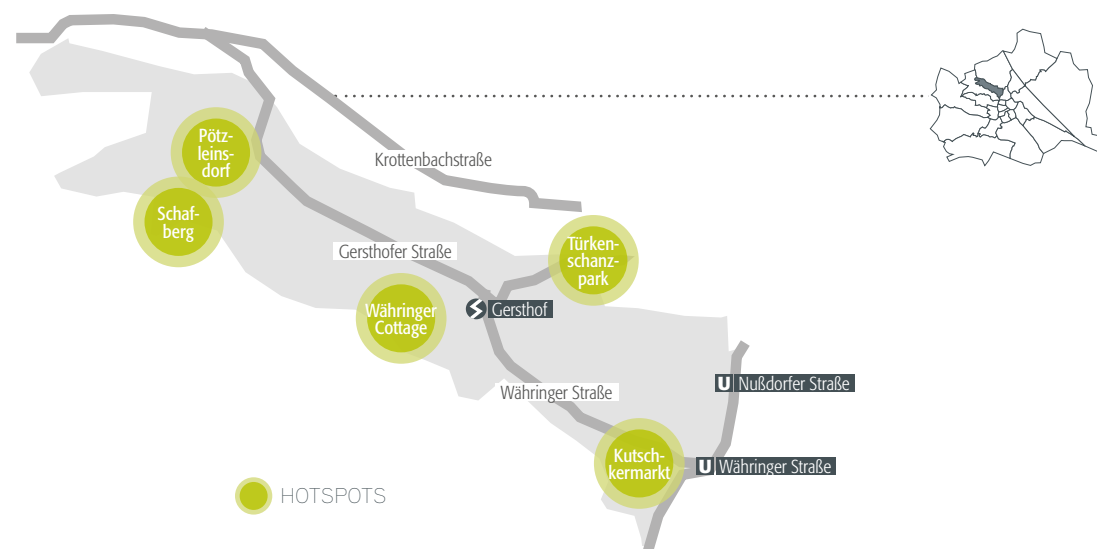 Pötz-
leins-
dorf
Krottenbachstraße
Schaf-
berg
Gersthofer Straße
Türken-
schanz-
park
Währinger
Cottage
Gersthof
Währinger Straße
U Nußdorfer Straße
Kutsch-
kermarkt
U Währinger Straße
HOTSPOTS